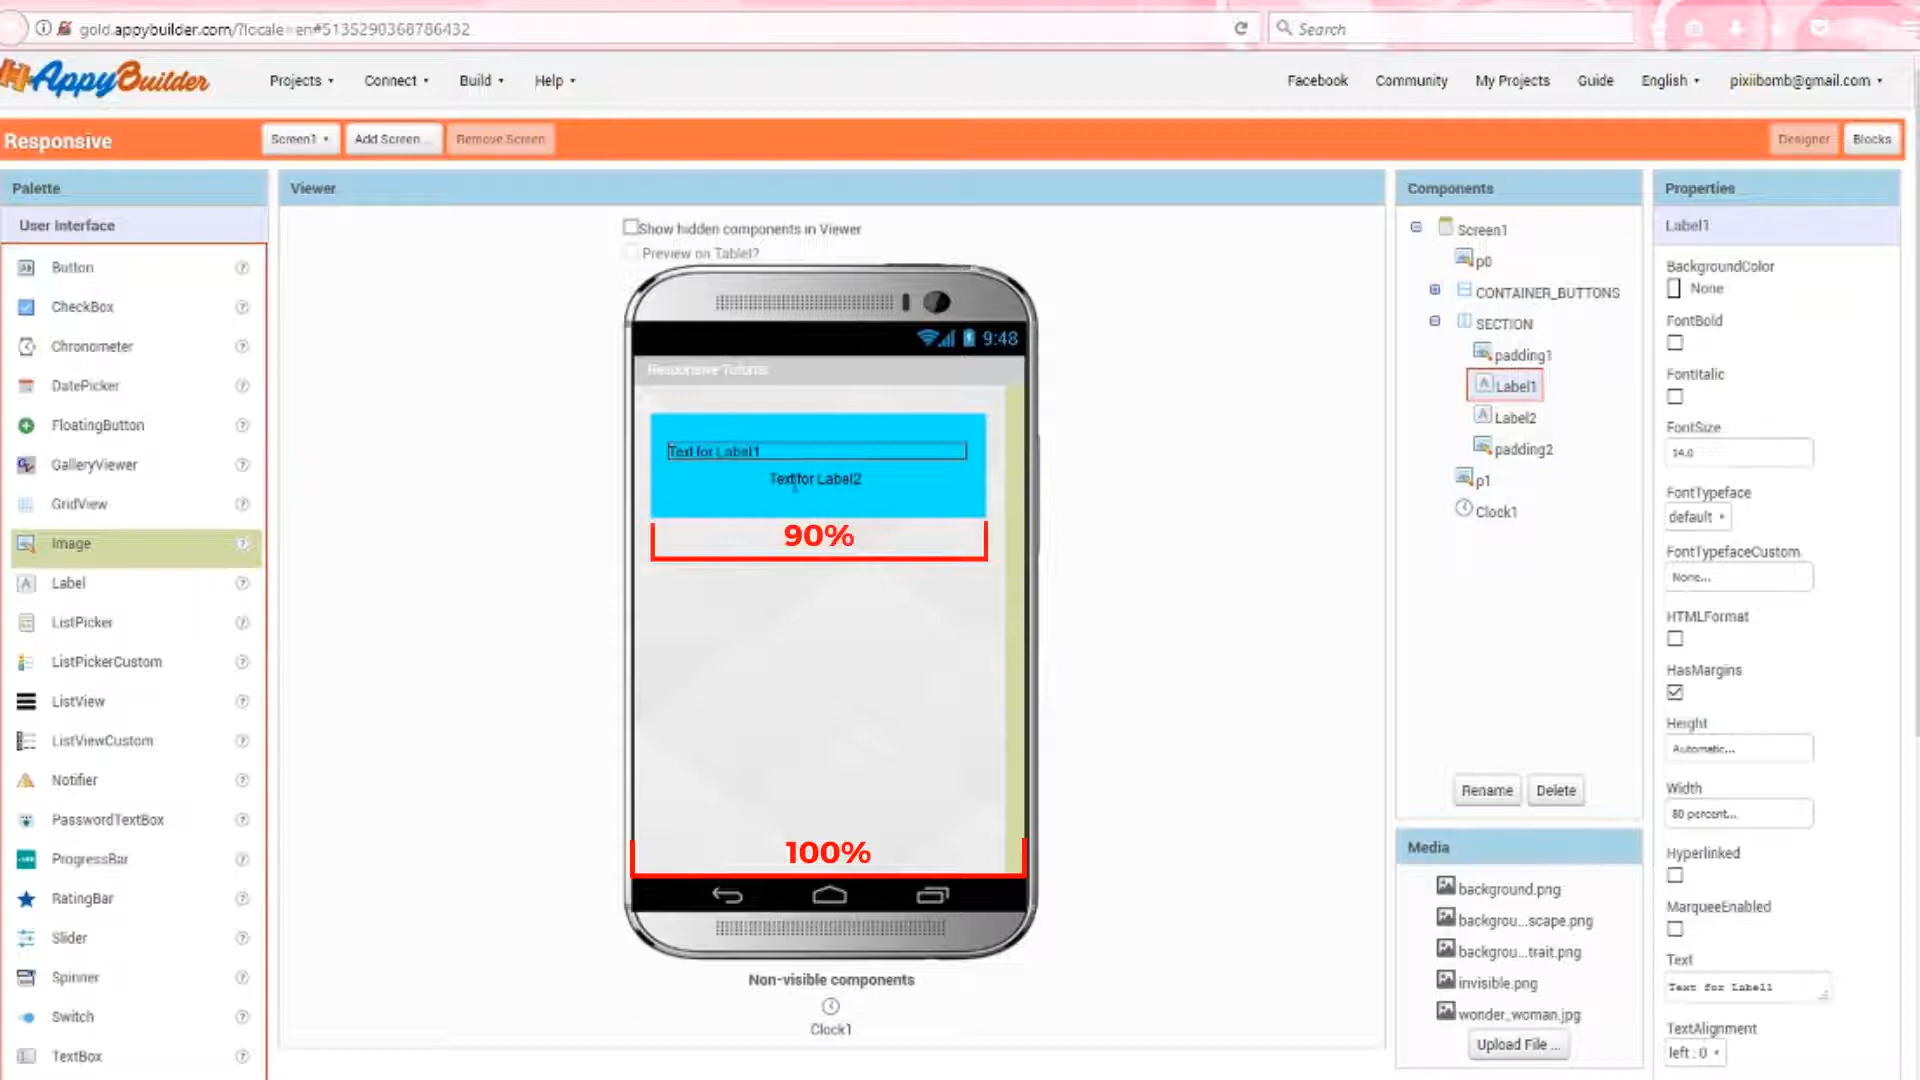 gold.appybuilder.com/?locale=en#5135290368786432
Search
AppyBuilder
Projects
Connect
Build
Help
Facebook
Community
My Projects
Guide
English
pixiibomb@gmail.com
Responsive
Screen1
Add Screen...
Remove Screen
Designer
Blocks
Palette
User Interface
Button
CheckBox
Chronometer
DatePicker
FloatingButton
GalleryViewer
GridView
Image
Label
ListPicker
ListPickerCustom
ListView
ListViewCustom
Notifier
PasswordTextBox
ProgressBar
RatingBar
Slider
Spinner
Switch
TextBox
Viewer
Show hidden components in Viewer
Preview on Tablet?
9:48
Responsive Tutorial
Text for Label1
Text for Label2
90%
100%
Non-visible components
Clock1
Components
Screen1
p0
CONTAINER_BUTTONS
SECTION
padding1
Label1
Label2
padding2
p1
Clock1
Rename
Delete
Media
background.png
backgrou...scape.png
backgrou...trait.png
invisible.png
wonder_woman.jpg
Upload File ...
Properties
Label1
BackgroundColor
None
FontBold
FontItalic
FontSize
14.0
FontTypeface
default
FontTypefaceCustom
None...
HTMLFormat
HasMargins
Height
Automatic...
Width
80 percent...
Hyperlinked
MarqueeEnabled
Text
Text for Label1
TextAlignment
left : 0